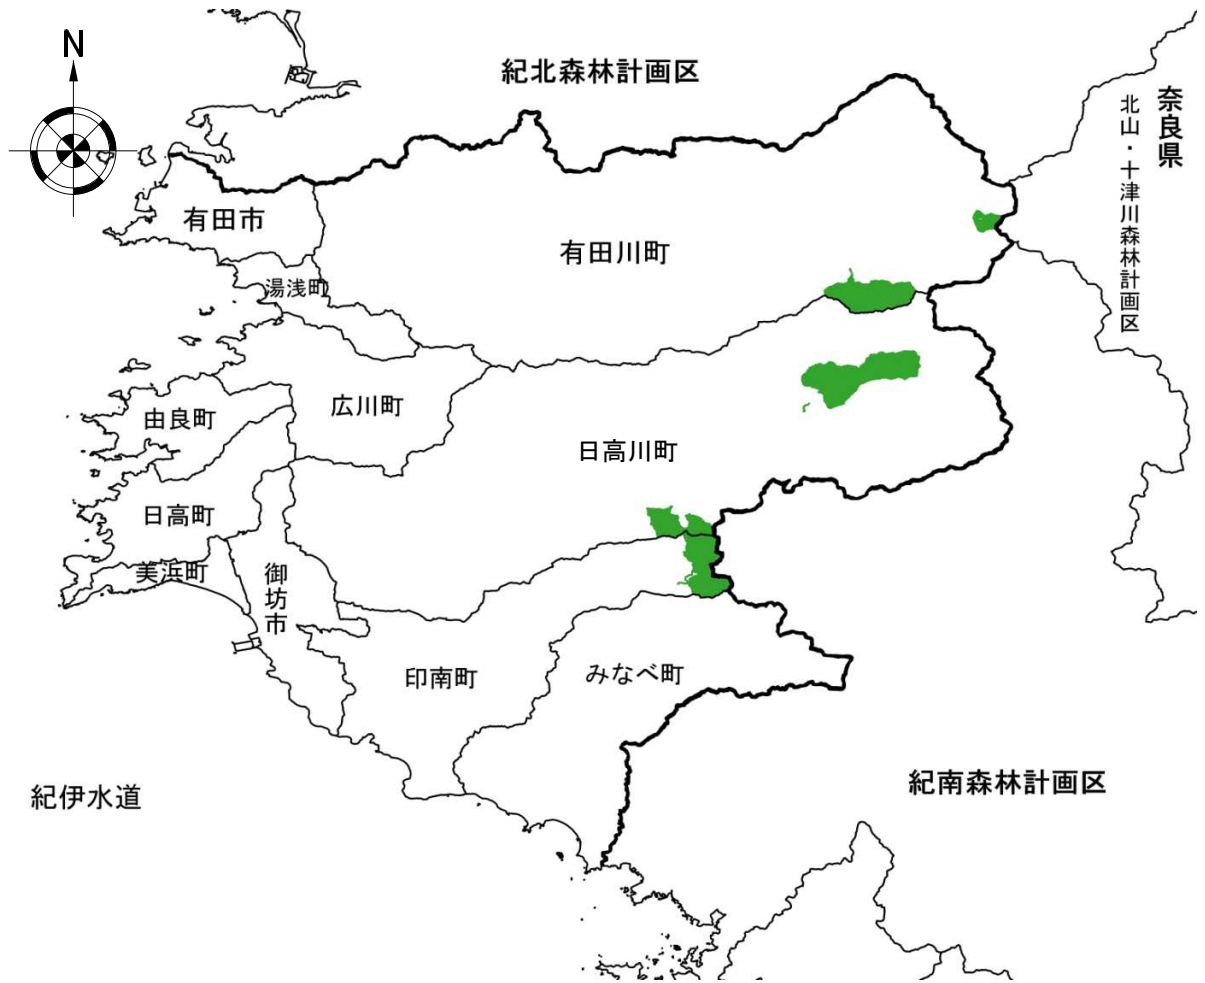 N
紀北森林計画区
奈良県
北山・十津川森林計画区
有田市
有田川町
湯浅町
広川町
由良町
日高川町
日高町
美浜町
御坊市
印南町
みなべ町
紀南森林計画区
紀伊水道